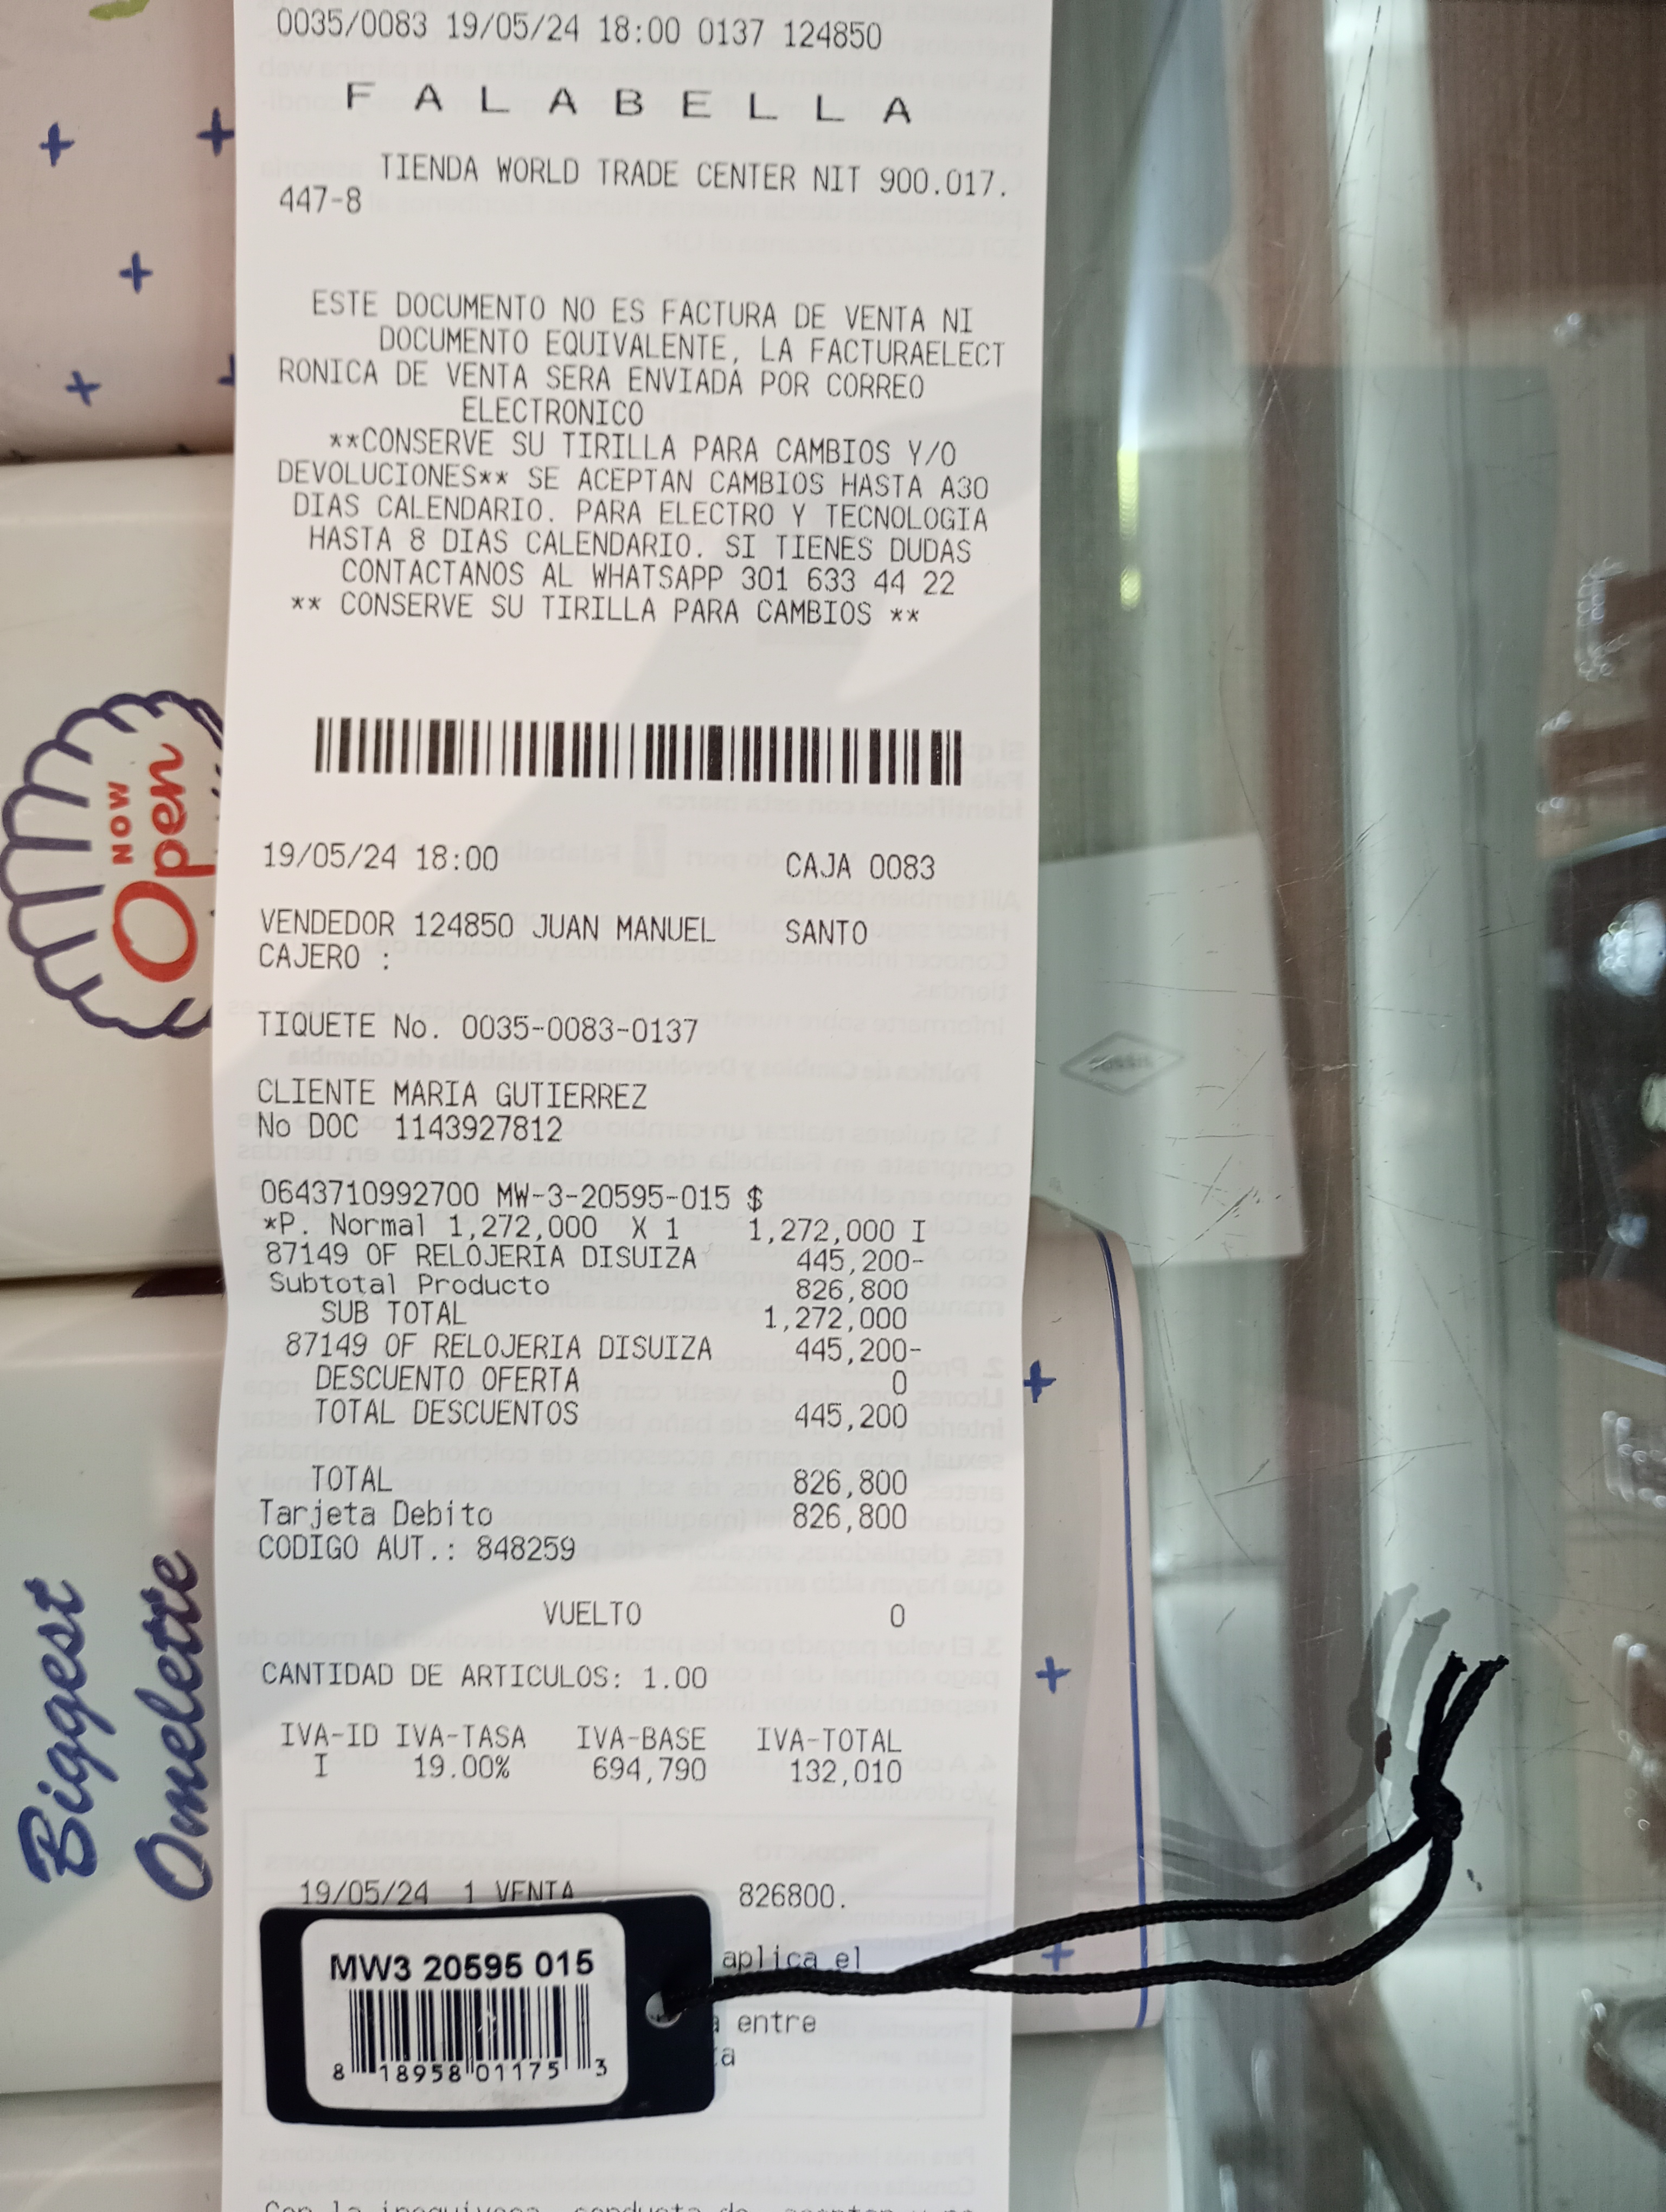 0035/0083 19/05/24 18:00 0137 124850
FALABELLA
TIENDA WORLD TRADE CENTER NIT 900.017.
447-8
ESTE DOCUMENTO NO ES FACTURA DE VENTA NI
DOCUMENTO EQUIVALENTE, LA FACTURAELECT
RONICA DE VENTA SERA ENVIADA POR CORREO
ELECTRONICO
**CONSERVE SU TIRILLA PARA CAMBIOS Y/O
DEVOLUCIONES** SE ACEPTAN CAMBIOS HASTA A30
DIAS CALENDARIO. PARA ELECTRO Y TECNOLOGIA
HASTA 8 DIAS CALENDARIO. SI TIENES DUDAS
CONTACTANOS AL WHATSAPP 301 633 44 22
** CONSERVE SU TIRILLA PARA CAMBIOS **
19/05/24 18:00 CAJA 0083
VENDEDOR 124850 JUAN MANUEL SANTO
CAJERO :
TIQUETE No. 0035-0083-0137
CLIENTE MARIA GUTIERREZ
No DOC 1143927812
0643710992700 MW-3-20595-015 $
*P. Normal 1,272,000 X 1 1,272,000 I
87149 OF RELOJERIA DISUIZA 445,200-
Subtotal Producto 826,800
SUB TOTAL 1,272,000
87149 OF RELOJERIA DISUIZA 445,200-
DESCUENTO OFERTA 0
TOTAL DESCUENTOS 445,200
TOTAL 826,800
Tarjeta Debito 826,800
CODIGO AUT.: 848259
VUELTO 0
CANTIDAD DE ARTICULOS: 1.00
IVA-ID IVA-TASA IVA-BASE IVA-TOTAL
I 19.00% 694,790 132,010
19/05/24 1 VENTA 826800.
aplica el
entre
MW3 20595 015
8 18958 01175 3
NOW
Open
Biggest
Omelette